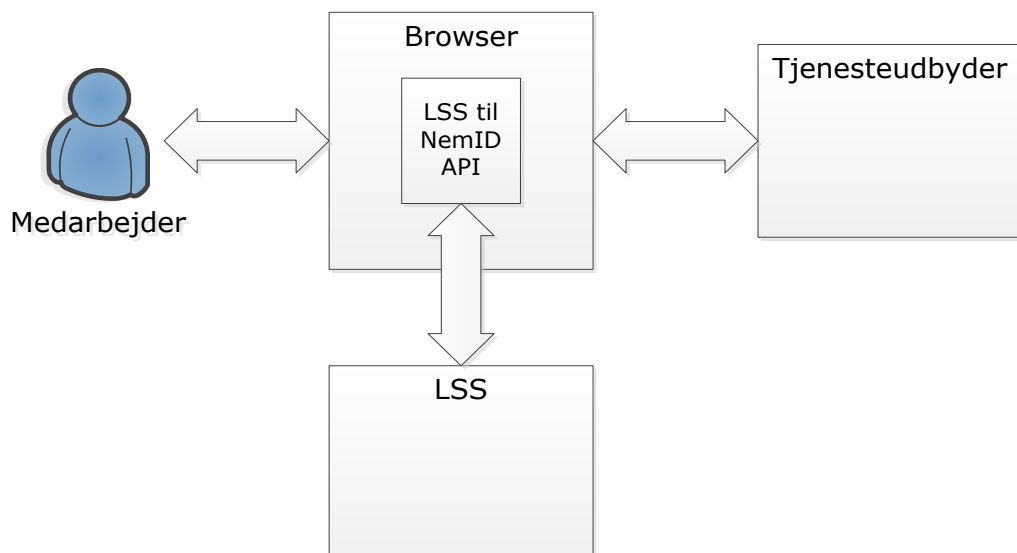 Browser
Tjenesteudbyder
LSS til
NemID
API
Medarbejder
LSS